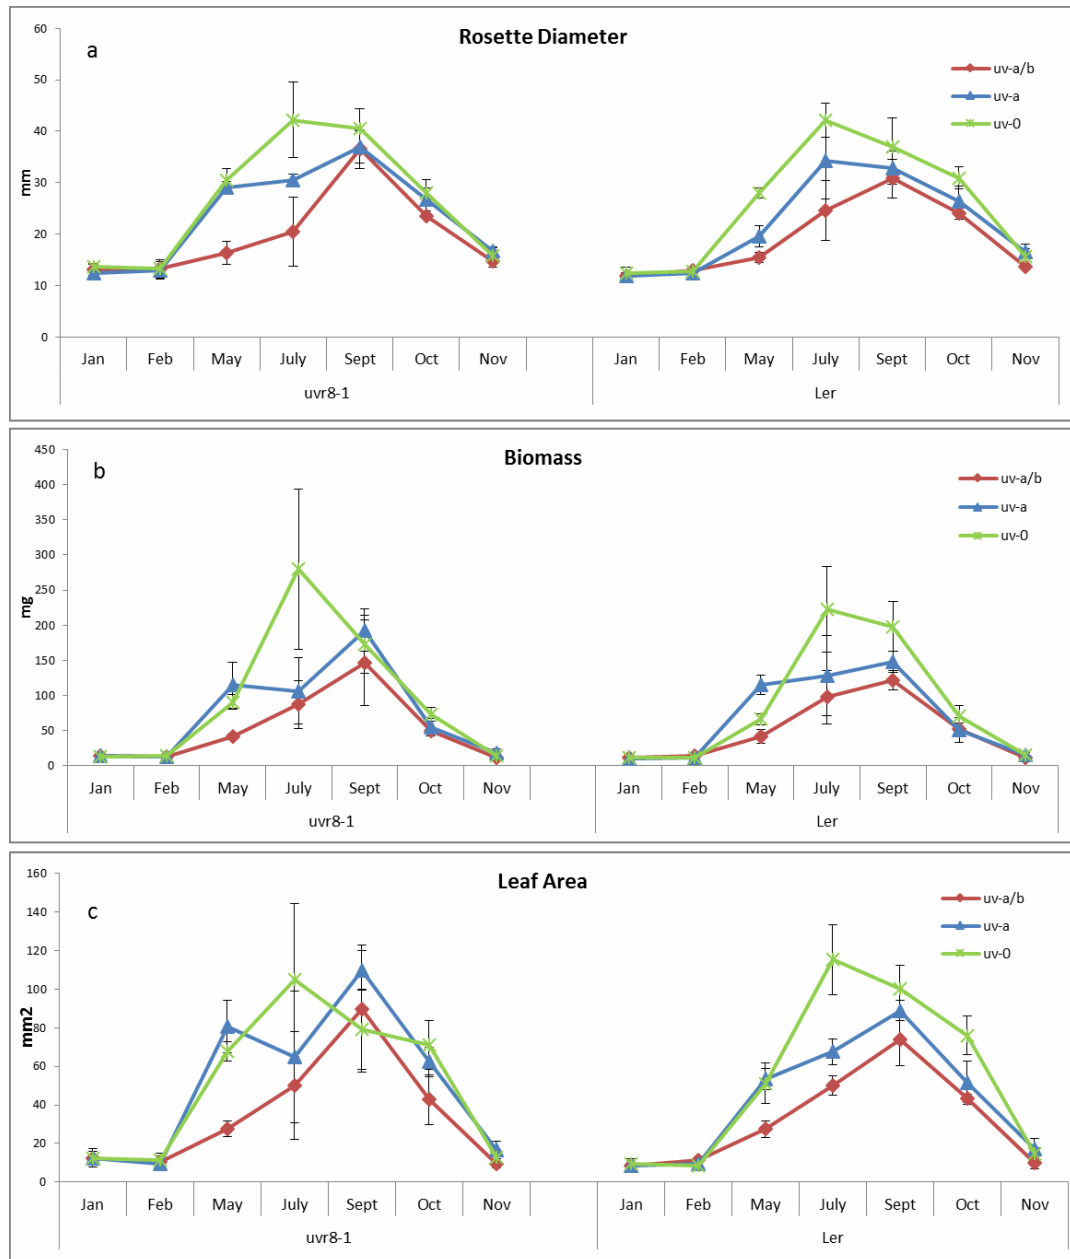 a
Rosette Diameter
60
50
40
30
20
10
0
mm
uv-a/b
uv-a
uv-0
Jan Feb May July Sept Oct Nov Jan Feb May July Sept Oct Nov
uvr8-1 Ler
b
Biomass
450
400
350
300
250
200
150
100
50
0
mg
uv-a/b
uv-a
uv-0
Jan Feb May July Sept Oct Nov Jan Feb May July Sept Oct Nov
uvr8-1 Ler
c
Leaf Area
160
140
120
100
80
60
40
20
0
mm2
uv-a/b
uv-a
uv-0
Jan Feb May July Sept Oct Nov Jan Feb May July Sept Oct Nov
uvr8-1 Ler